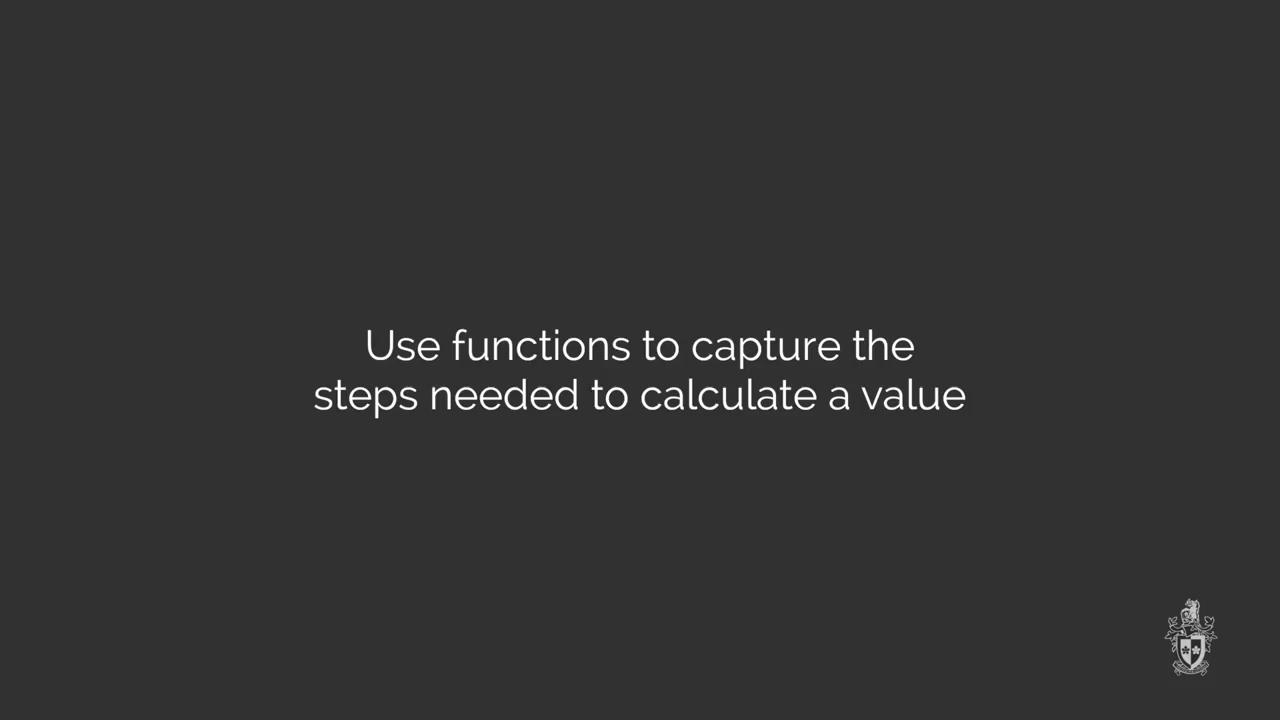 Use functions to capture the
steps needed to calculate a value